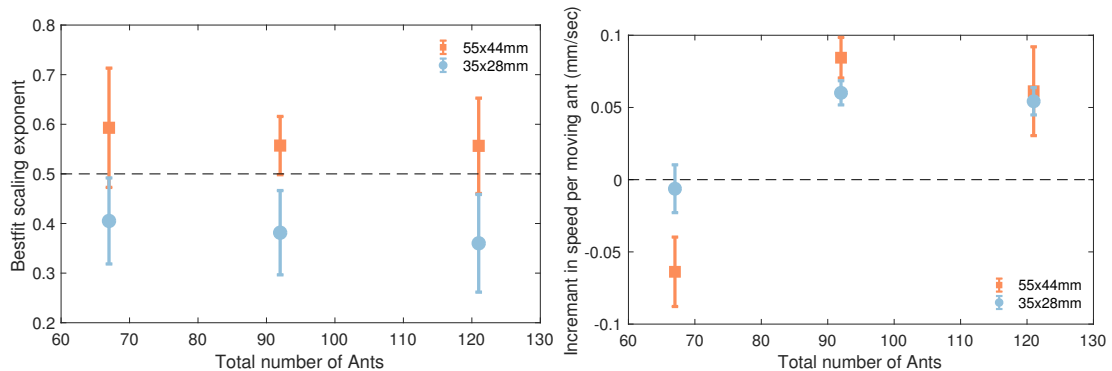 0.8
0.7
0.6
0.5
0.4
0.3
0.2
Bestfit scaling exponent
55x44mm
35x28mm
60 70 80 90 100 110 120 130
Total number of Ants
0.1
0.05
0
-0.05
-0.1
Incremant in speed per moving ant (mm/sec)
55x44mm
35x28mm
60 70 80 90 100 110 120 130
Total number of Ants